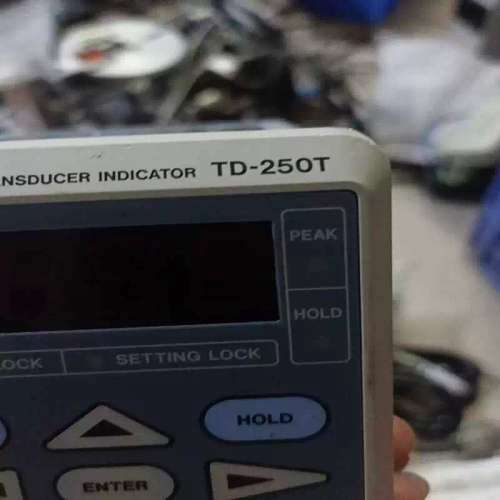 NSDUCER INDICATOR TD-250T
PEAK
HOLD
OCK SETTING LOCK
HOLD
ENTER